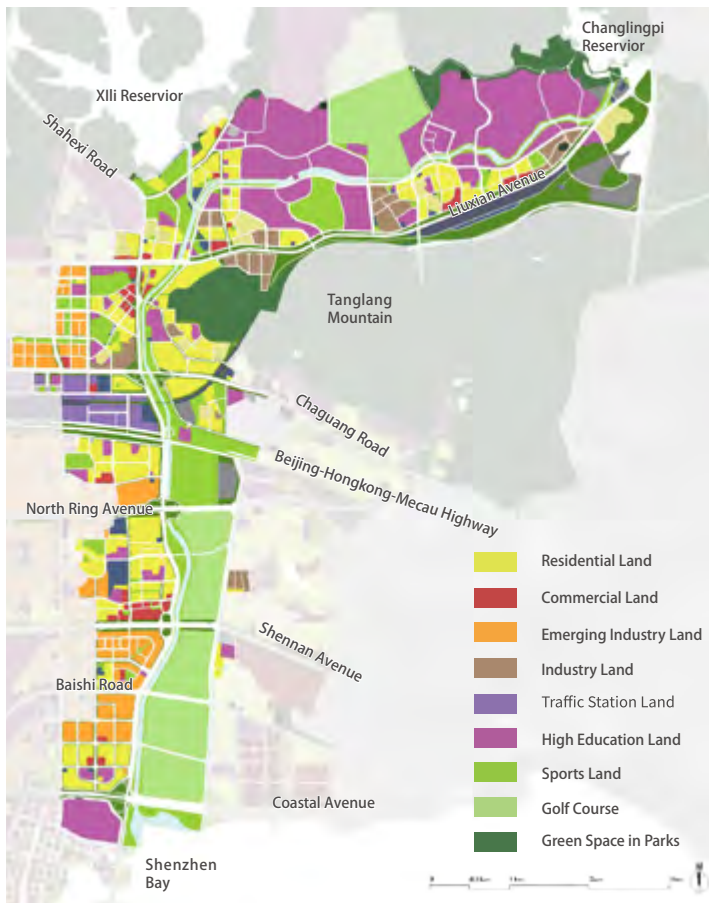 Changlingpi
Reservior
XIli Reservior
Shahexi Road
Liuxian Avenue
Tanglang
Mountain
Chaguang Road
Beijing-Hongkong-Mecau Highway
North Ring Avenue
Shennan Avenue
Baishi Road
Coastal Avenue
Shenzhen
Bay
Residential Land
Commercial Land
Emerging Industry Land
Industry Land
Traffic Station Land
High Education Land
Sports Land
Golf Course
Green Space in Parks